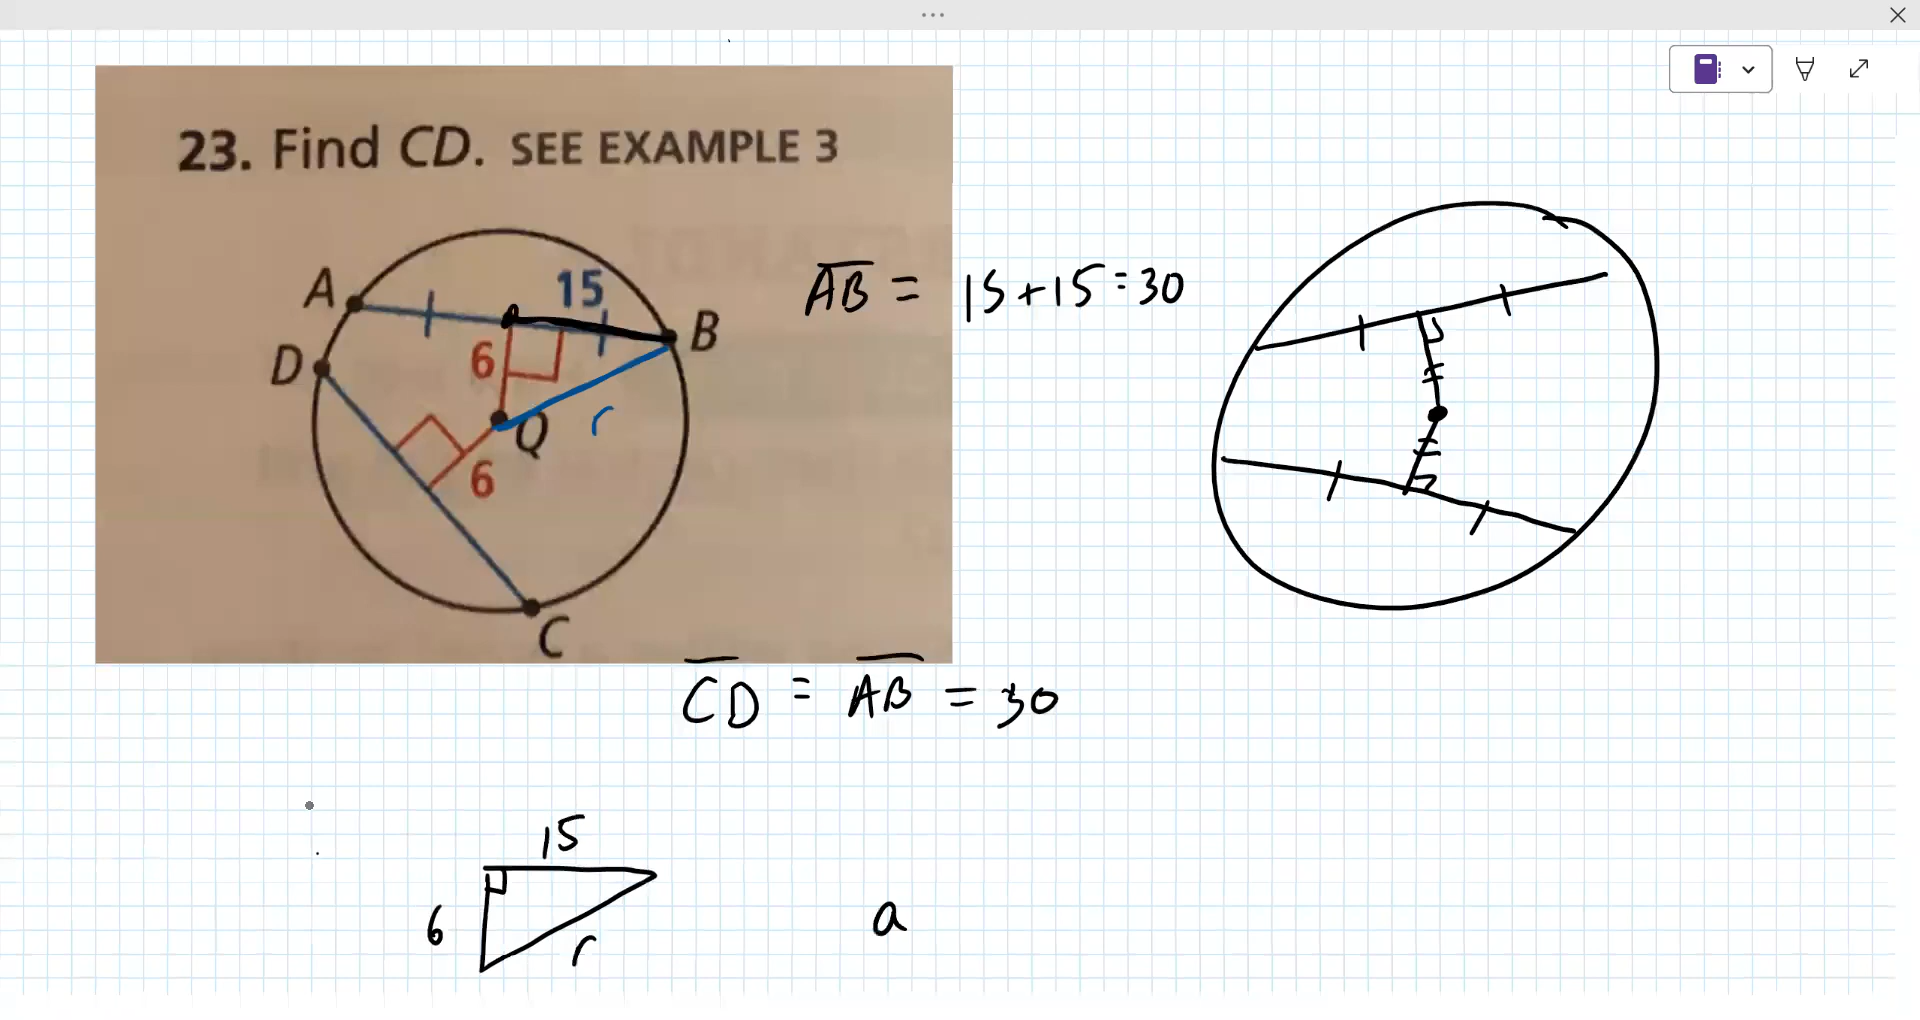 23. Find CD. SEE EXAMPLE 3
A
15
B
D
6
Q
r
6
C
AB = 15+15=30
CD = AB = 30
15
6
r
a